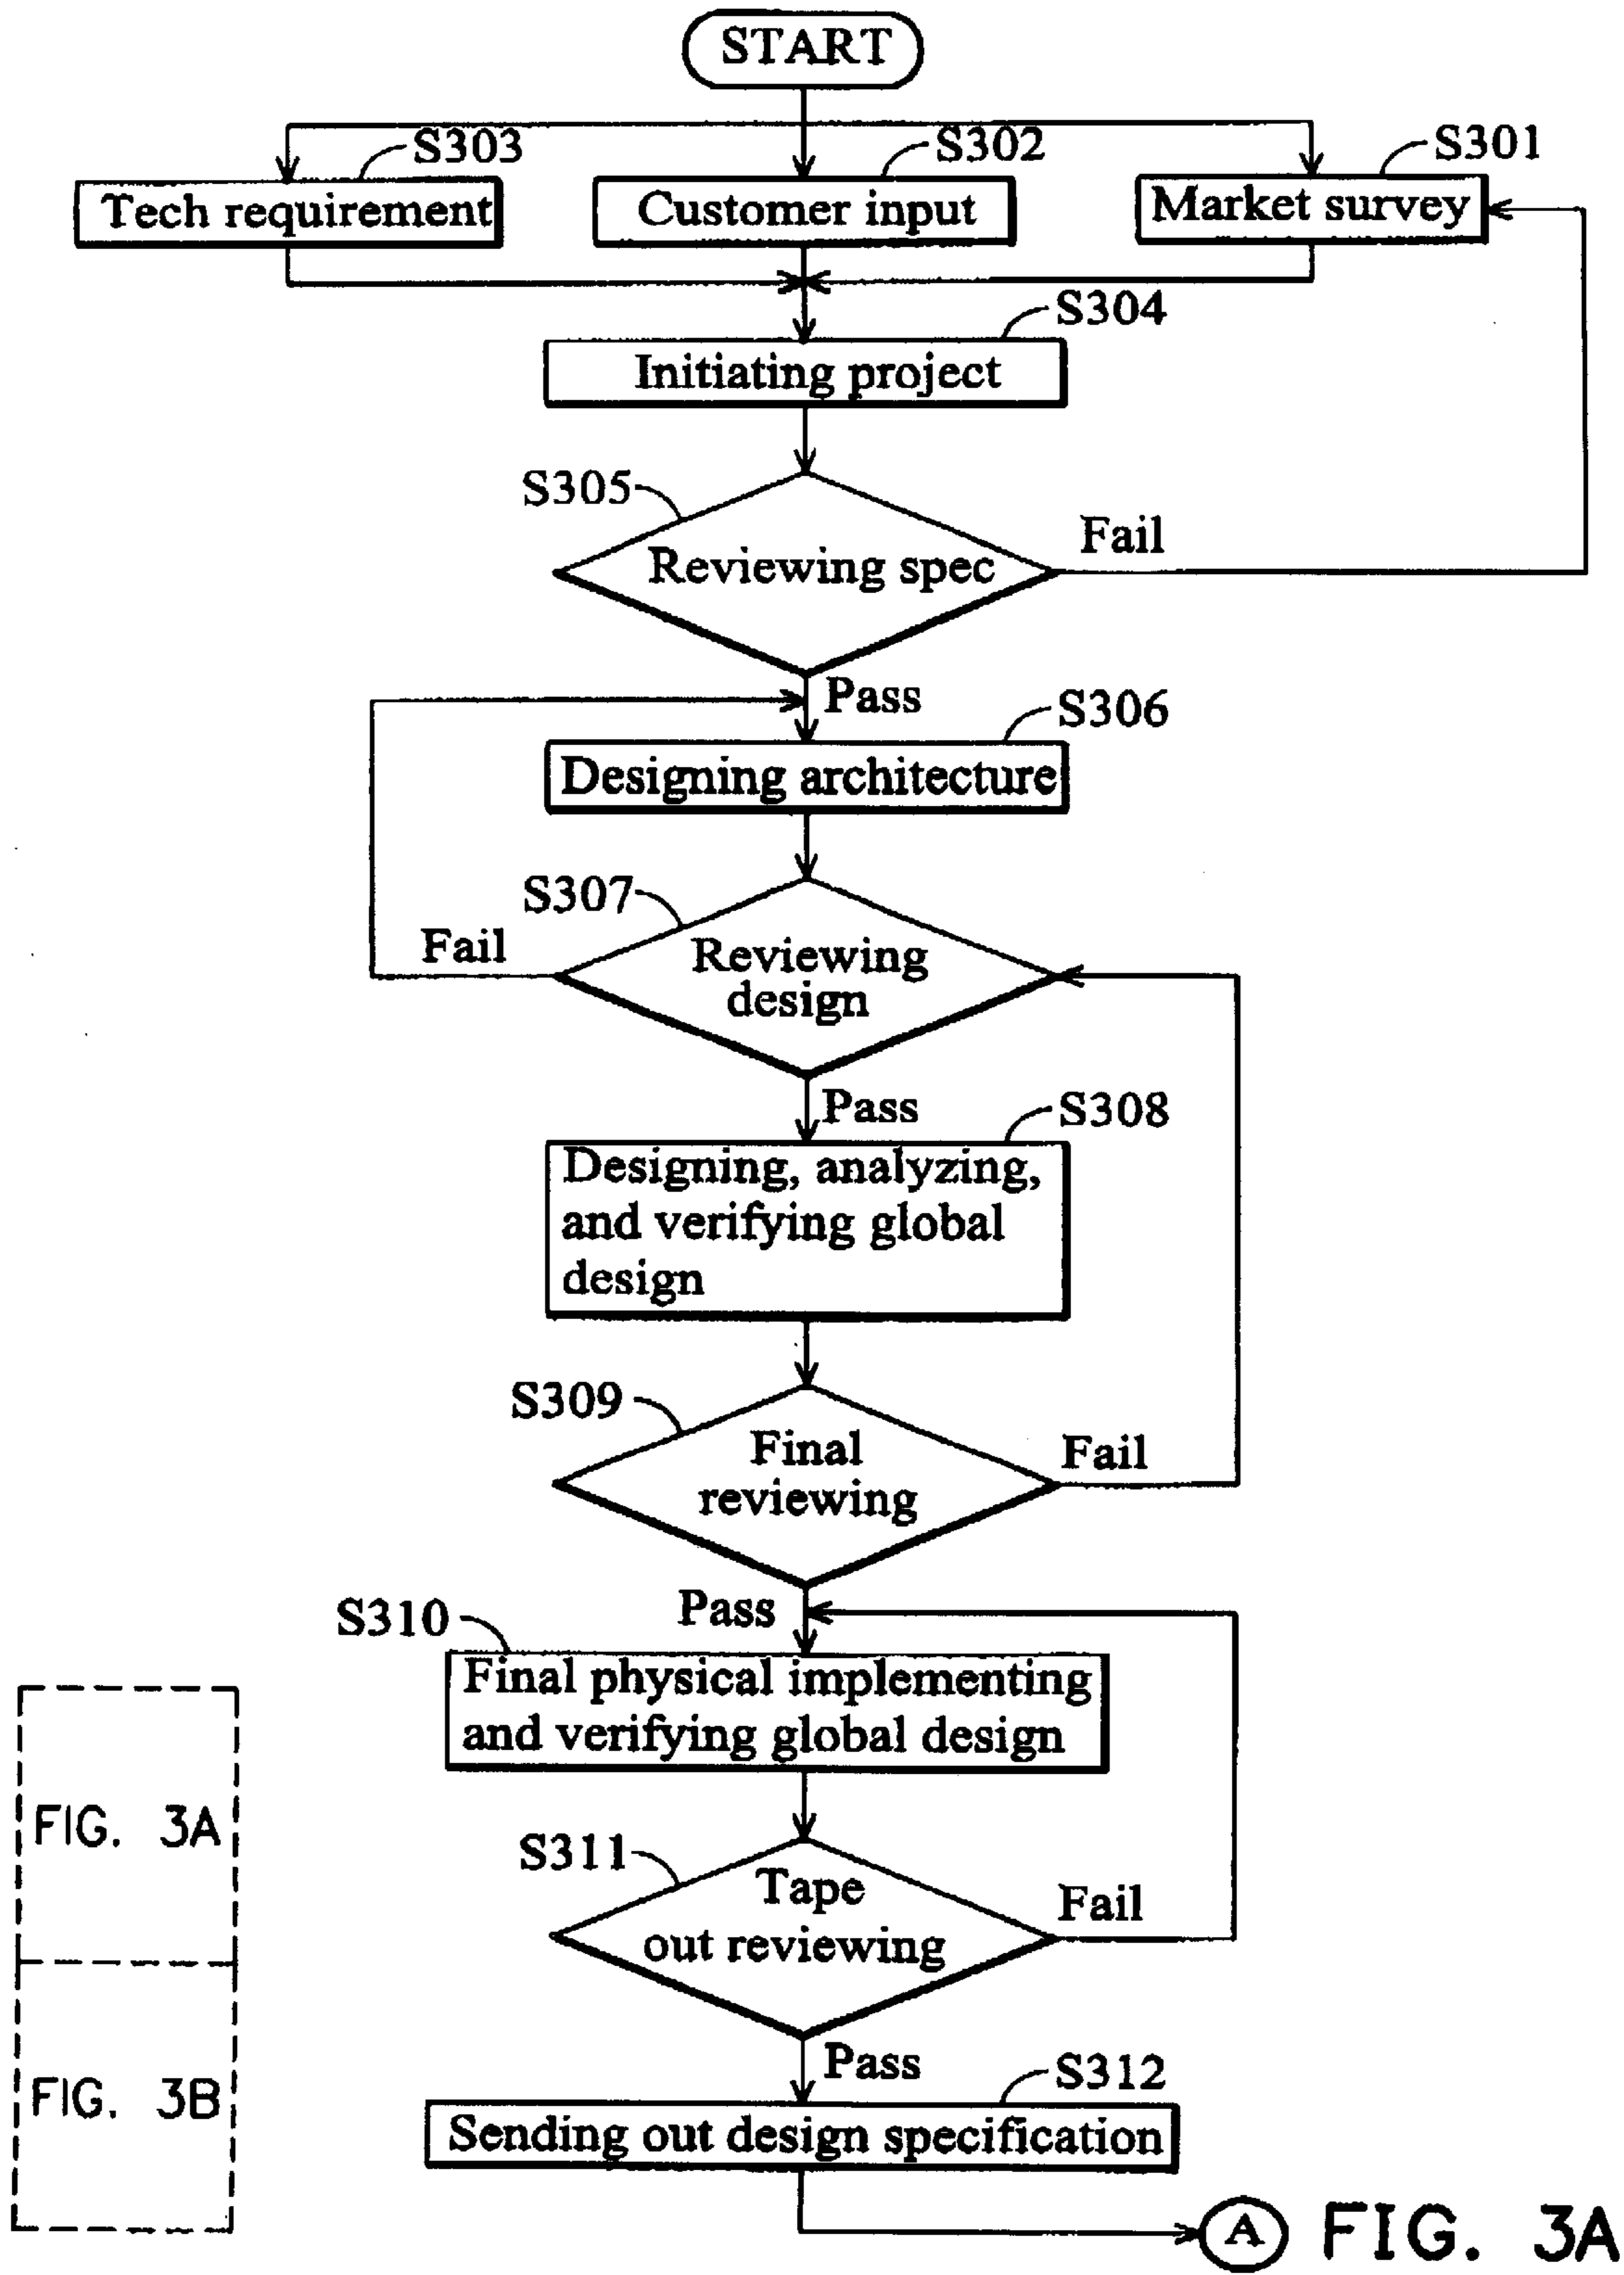 START
S303
S302
S301
Tech requirement
Customer input
Market survey
S304
Initiating project
S305
Reviewing spec
Fail
Pass
S306
Designing architecture
S307
Fail
Reviewing
design
Pass
S308
Designing, analyzing,
and verifying global
design
S309
Final
reviewing
Fail
Pass
S310
Final physical implementing
and verifying global design
S311
Tape
out reviewing
Fail
Pass
S312
Sending out design specification
A
FIG. 3A
FIG. 3B
FIG. 3A